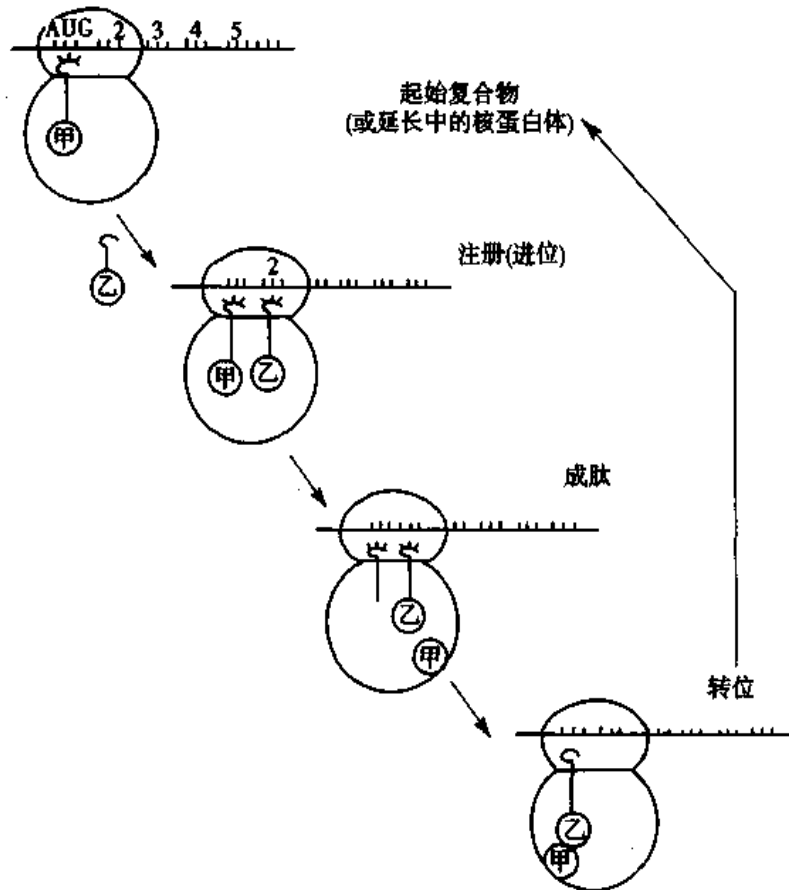 AUG 2 3 4 5
甲
起始复合物
(或延长中的核蛋白体)
乙
注册(进位)
2
甲 乙
成肽
乙
甲
转位
乙
甲